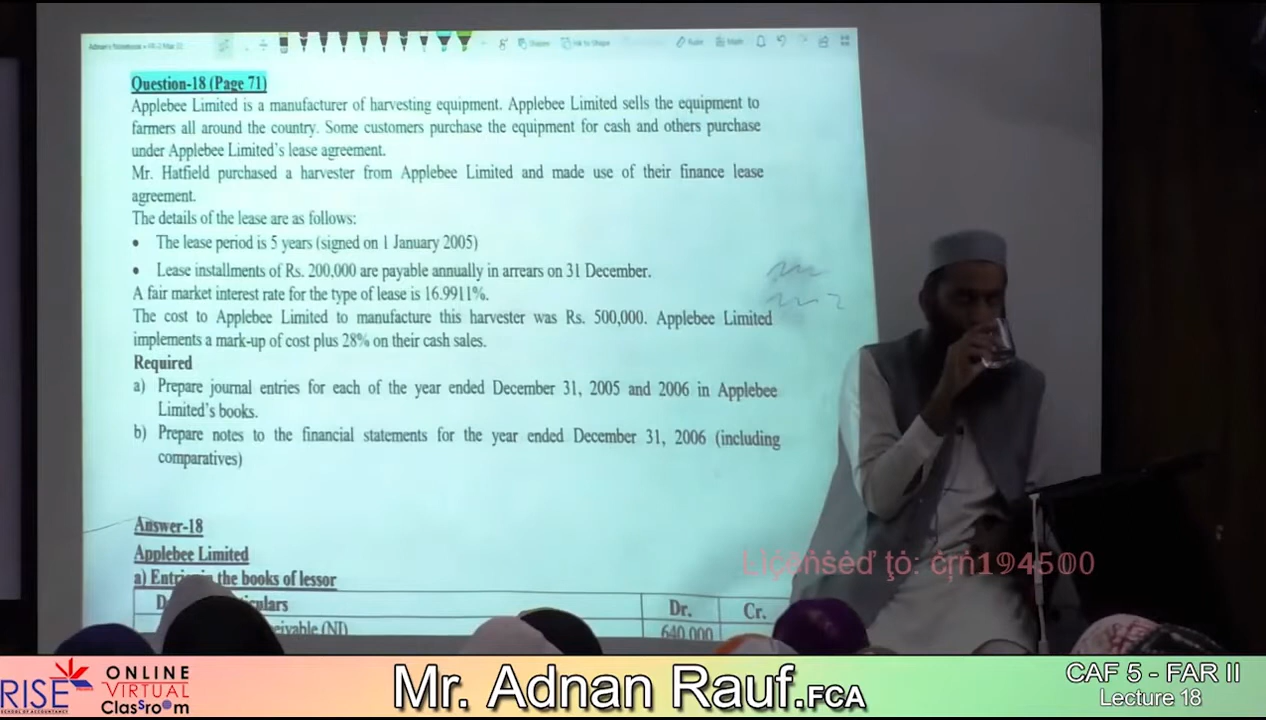 Question-18 (Page 71)
Applebee Limited is a manufacturer of harvesting equipment. Applebee Limited sells the equipment to
farmers all around the country. Some customers purchase the equipment for cash and others purchase
under Applebee Limited's lease agreement.
Mr. Hatfield purchased a harvester from Applebee Limited and made use of their finance lease
agreement.
The details of the lease are as follows:
• The lease period is 5 years (signed on 1 January 2005)
• Lease installments of Rs. 200,000 are payable annually in arrears on 31 December.
A fair market interest rate for the type of lease is 16.9911%.
The cost to Applebee Limited to manufacture this harvester was Rs. 500,000. Applebee Limited
implements a mark-up of cost plus 28% on their cash sales.
Required
a) Prepare journal entries for each of the year ended December 31, 2005 and 2006 in Applebee
Limited's books.
b) Prepare notes to the financial statements for the year ended December 31, 2006 (including
comparatives)
Answer-18
Applebee Limited
a) the books of lessor
Dr. Cr.
(NI) 640,000
Licensed to: crn194500
RISE
SCHOOL OF ACCOUNTANCY
ONLINE
VIRTUAL
Classroom
Mr. Adnan Rauf.FCA
CAF 5 - FAR II
Lecture 18